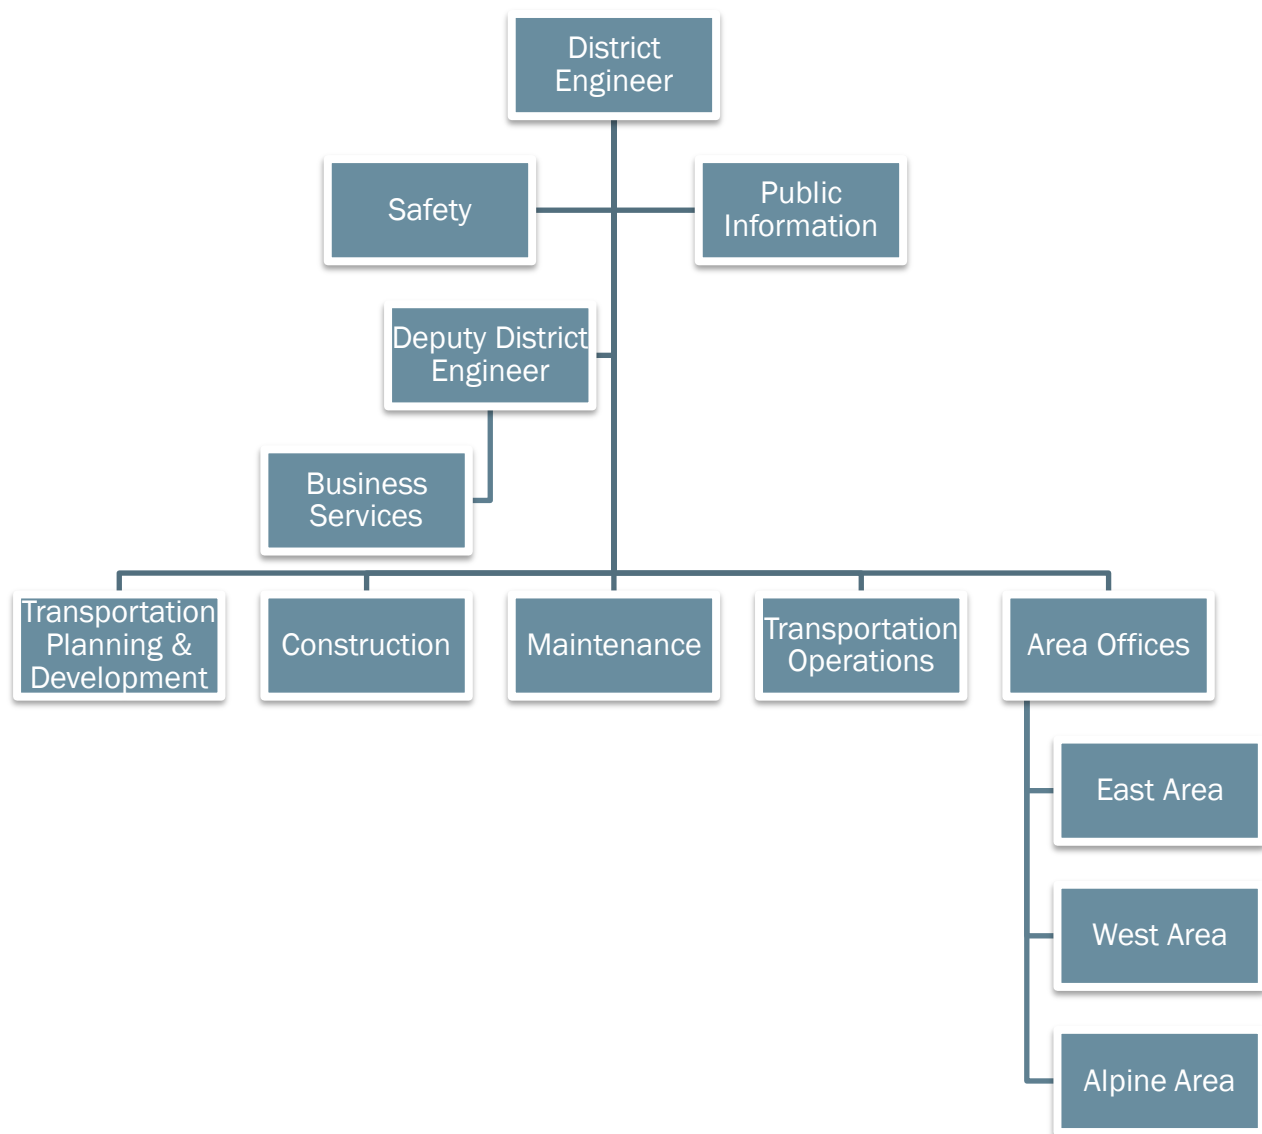 District
Engineer
Safety
Public
Information
Deputy District
Engineer
Business
Services
Transportation
Planning &
Development
Construction
Maintenance
Transportation
Operations
Area Offices
East Area
West Area
Alpine Area